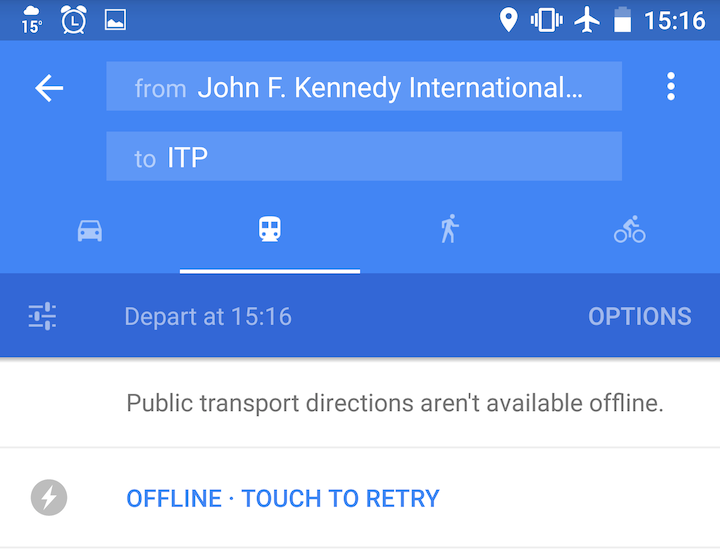 15° 15:16
from John F. Kennedy International...
to ITP
Depart at 15:16 OPTIONS
Public transport directions aren't available offline.
OFFLINE · TOUCH TO RETRY